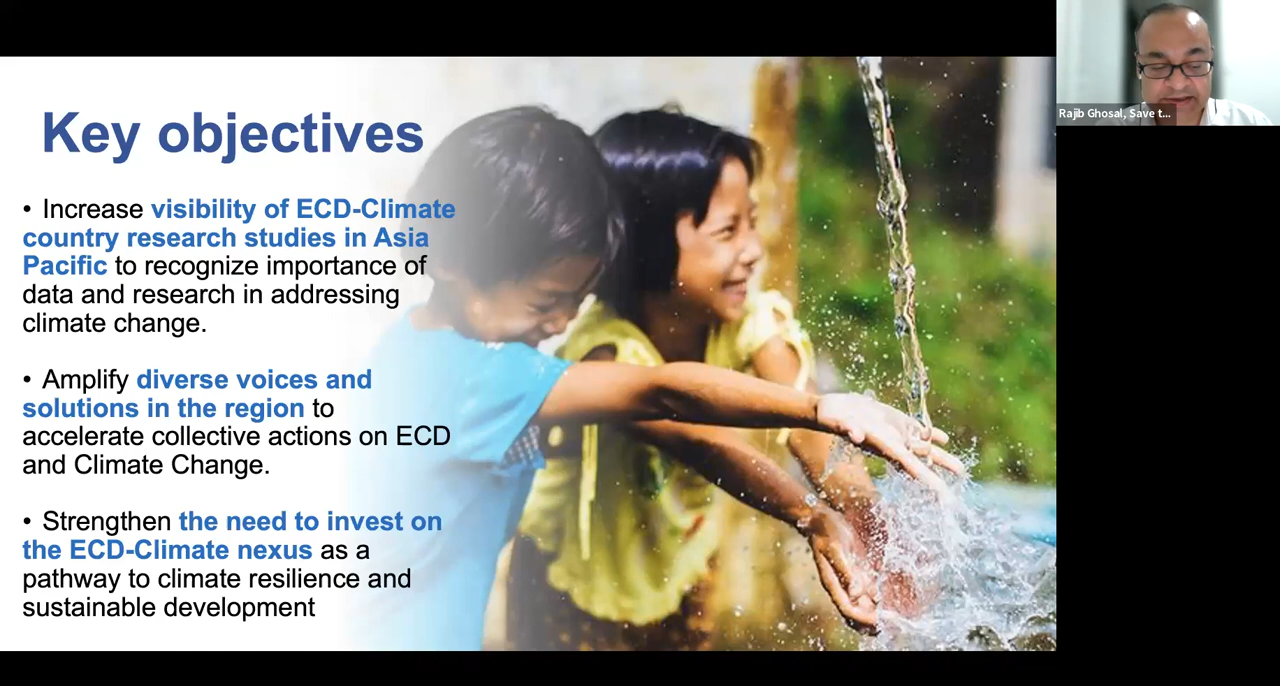 Key objectives
• Increase visibility of ECD-Climate
country research studies in Asia
Pacific to recognize importance of
data and research in addressing
climate change.
• Amplify diverse voices and
solutions in the region to
accelerate collective actions on ECD
and Climate Change.
• Strengthen the need to invest on
the ECD-Climate nexus as a
pathway to climate resilience and
sustainable development
Rajib Ghosal, Save t...